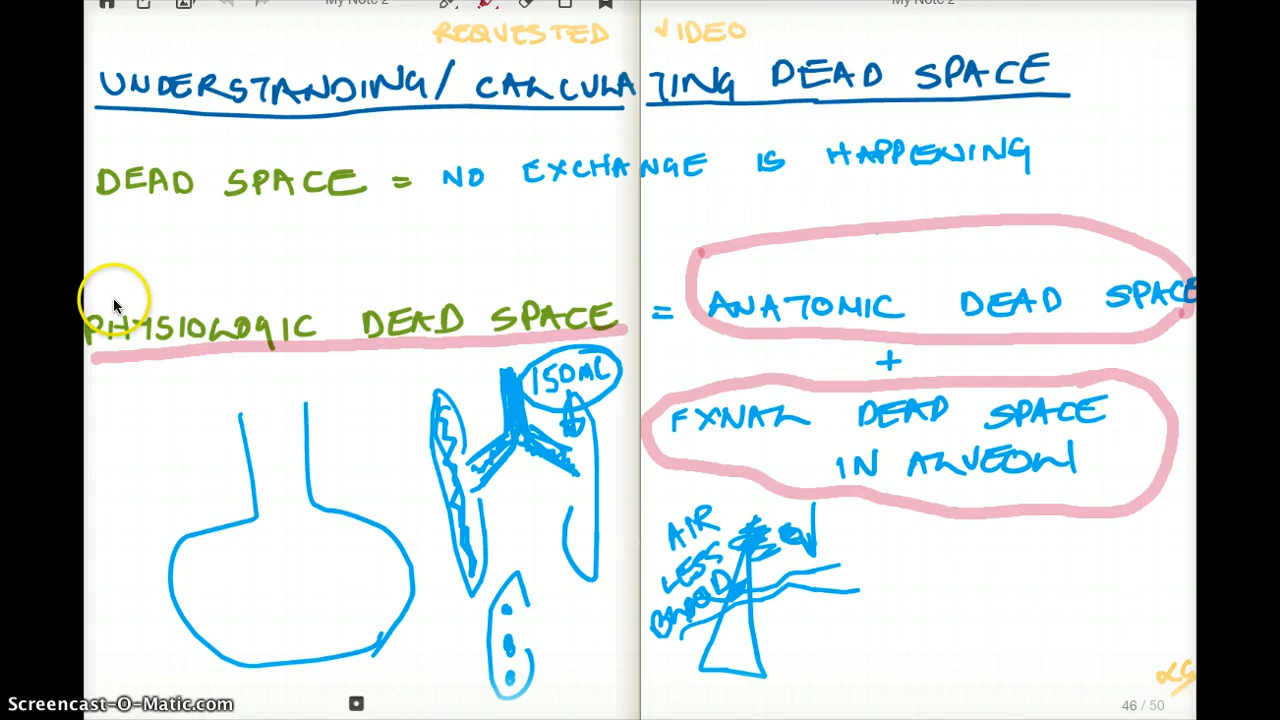 My Note 2
My Note 2
REQUESTED VIDEO
UNDERSTANDING/ CALCULATING DEAD SPACE
DEAD SPACE = NO EXCHANGE IS HAPPENING
PHYSIOLOGIC DEAD SPACE = ANATOMIC DEAD SPACE
+
150ML
FXNAL DEAD SPACE
IN ALVEOLI
AIR
LESS
BLOOD
46 / 50
Screencast-O-Matic.com